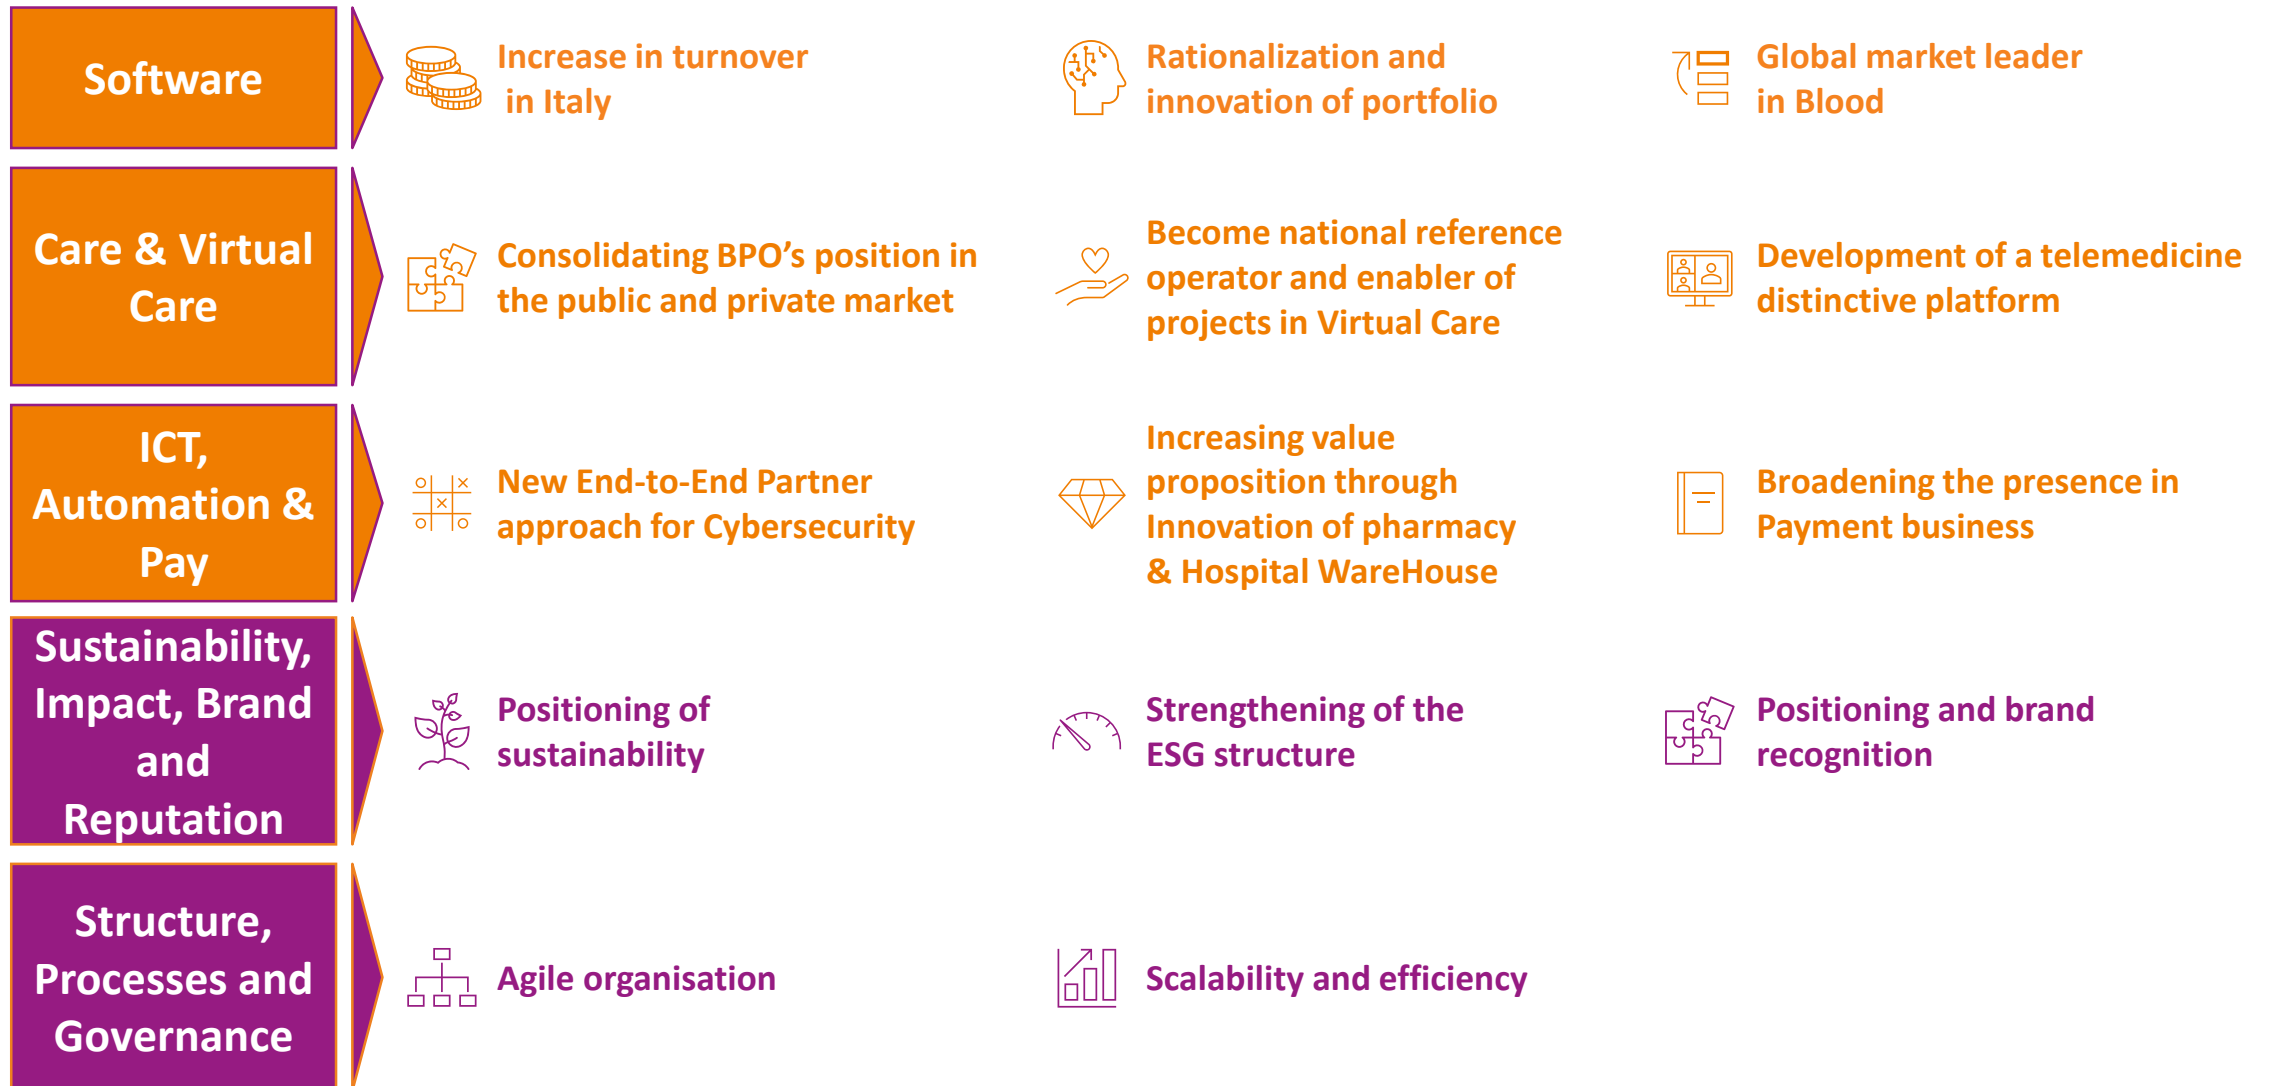 Software
Increase in turnover
in Italy
Rationalization and
innovation of portfolio
Global market leader
in Blood
Care & Virtual
Care
Consolidating BPO’s position in
the public and private market
Become national reference
operator and enabler of
projects in Virtual Care
Development of a telemedicine
distinctive platform
ICT,
Automation &
Pay
New End-to-End Partner
approach for Cybersecurity
Increasing value
proposition through
Innovation of pharmacy
& Hospital WareHouse
Broadening the presence in
Payment business
Sustainability,
Impact, Brand
and
Reputation
Positioning of
sustainability
Strengthening of the
ESG structure
Positioning and brand
recognition
Structure,
Processes and
Governance
Agile organisation
Scalability and efficiency